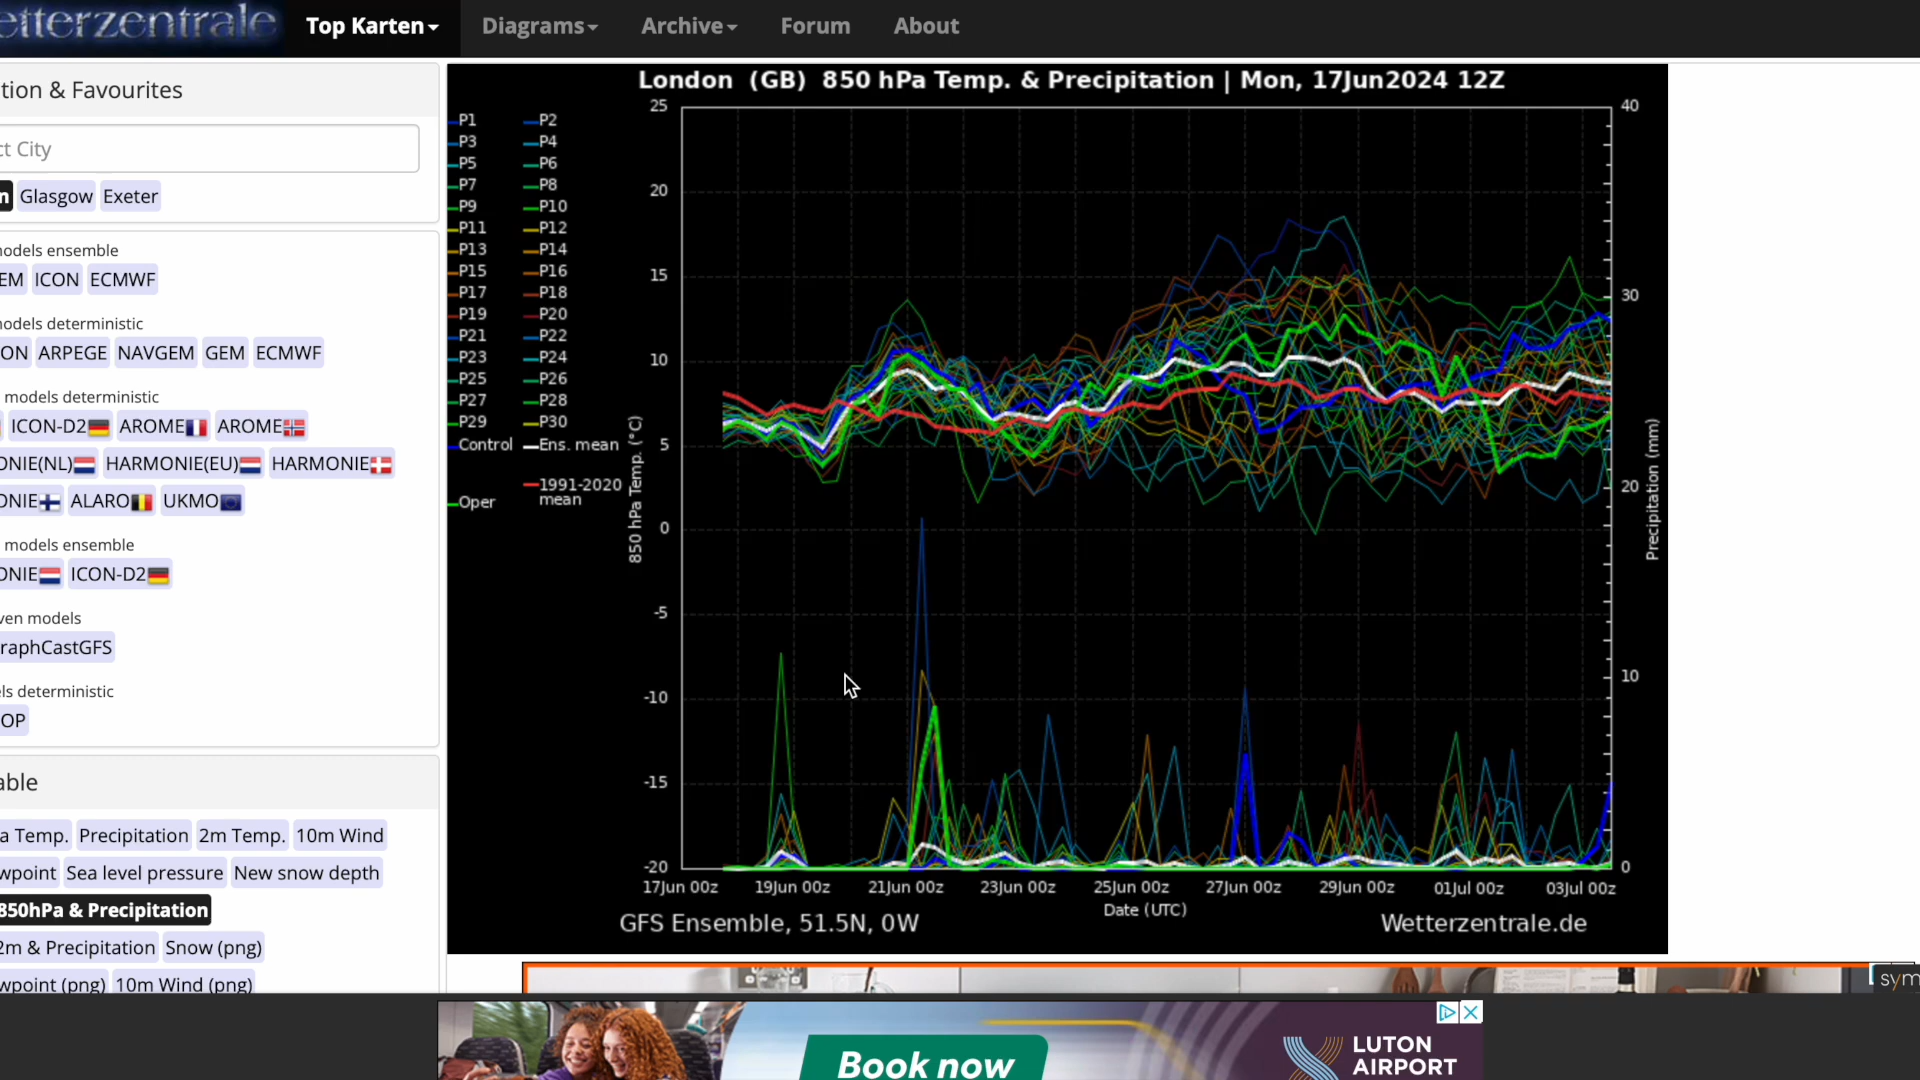 etterzentrale
Top Karten
Diagrams
Archive
Forum
About
tion & Favourites
ct City
n Glasgow Exeter
nodels ensemble
EM ICON ECMWF
nodels deterministic
ON ARPEGE NAVGEM GEM ECMWF
models deterministic
ICON-D2 AROME AROME
ONIE(NL) HARMONIE(EU) HARMONIE
ONIE ALARO UKMO
models ensemble
ONIE ICON-D2
ven models
raphCastGFS
els deterministic
OP
able
a Temp. Precipitation 2m Temp. 10m Wind
wpoint Sea level pressure New snow depth
850hPa & Precipitation
2m & Precipitation Snow (png)
wpoint (png) 10m Wind (png)
London (GB) 850 hPa Temp. & Precipitation | Mon, 17Jun2024 12Z
P1 P2
P3 P4
P5 P6
P7 P8
P9 P10
P11 P12
P13 P14
P15 P16
P17 P18
P19 P20
P21 P22
P23 P24
P25 P26
P27 P28
P29 P30
Control Ens. mean
1991-2020
mean
Oper
850 hPa Temp. (°C)
25
20
15
10
5
0
-5
-10
-15
-20
40
30
20
10
0
Precipitation (mm)
17Jun 00z 19Jun 00z 21Jun 00z 23Jun 00z 25Jun 00z 27Jun 00z 29Jun 00z 01Jul 00z 03Jul 00z
Date (UTC)
GFS Ensemble, 51.5N, 0W
Wetterzentrale.de
sym
Book now
LUTON
AIRPORT